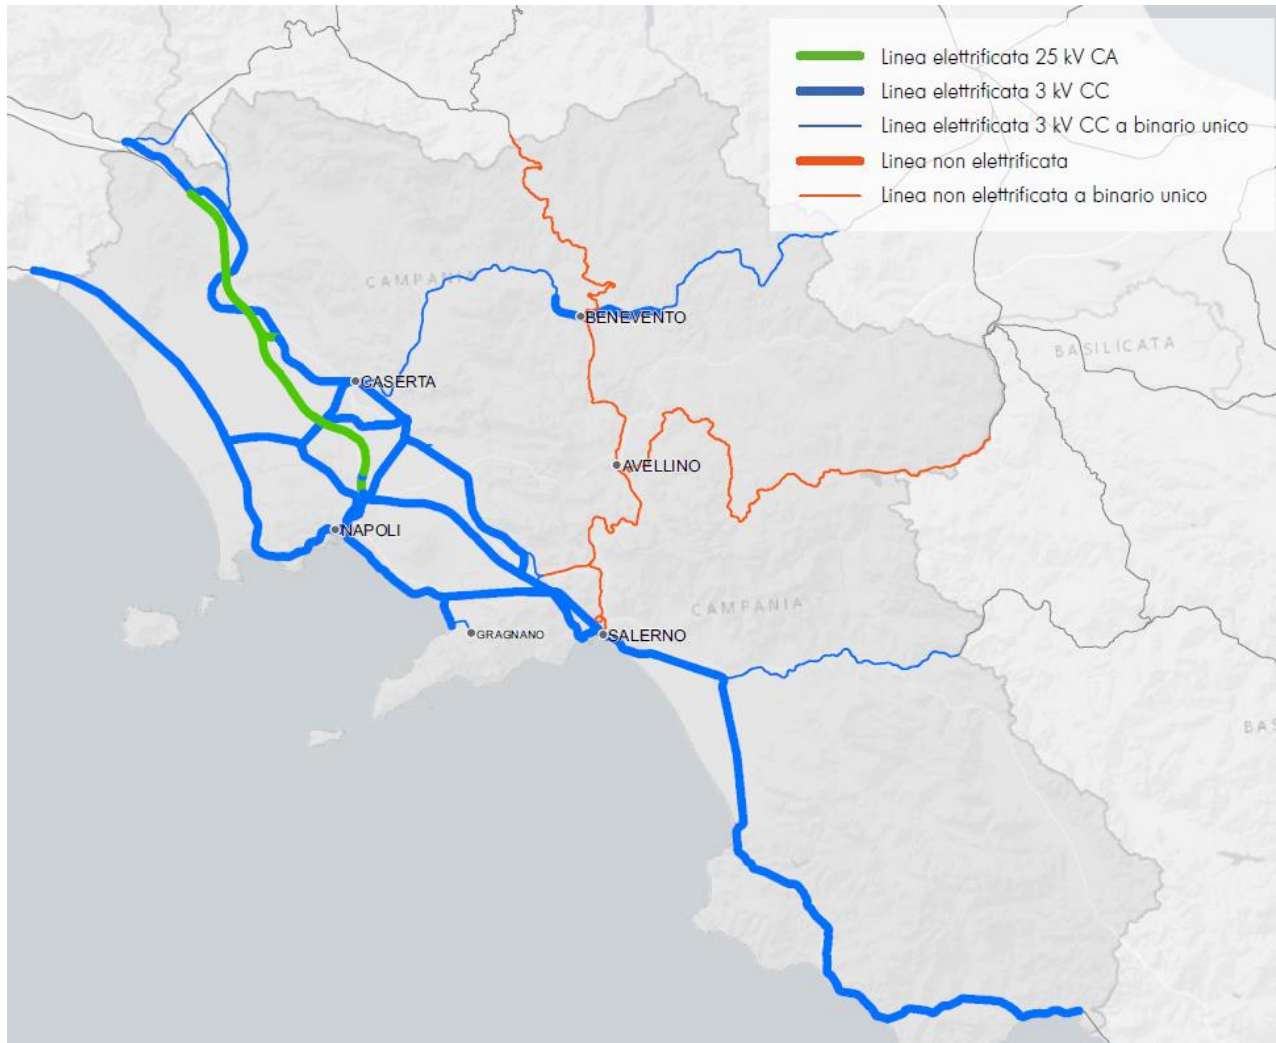 Linea elettrificata 25 kV CA
Linea elettrificata 3 kV CC
Linea elettrificata 3 kV CC a binario unico
Linea non elettrificata
Linea non elettrificata a binario unico
CAMPANIA
BENEVENTO
BASILICATA
CASERTA
AVELLINO
NAPOLI
CAMPANIA
GRAGNANO
SALERNO
BAS